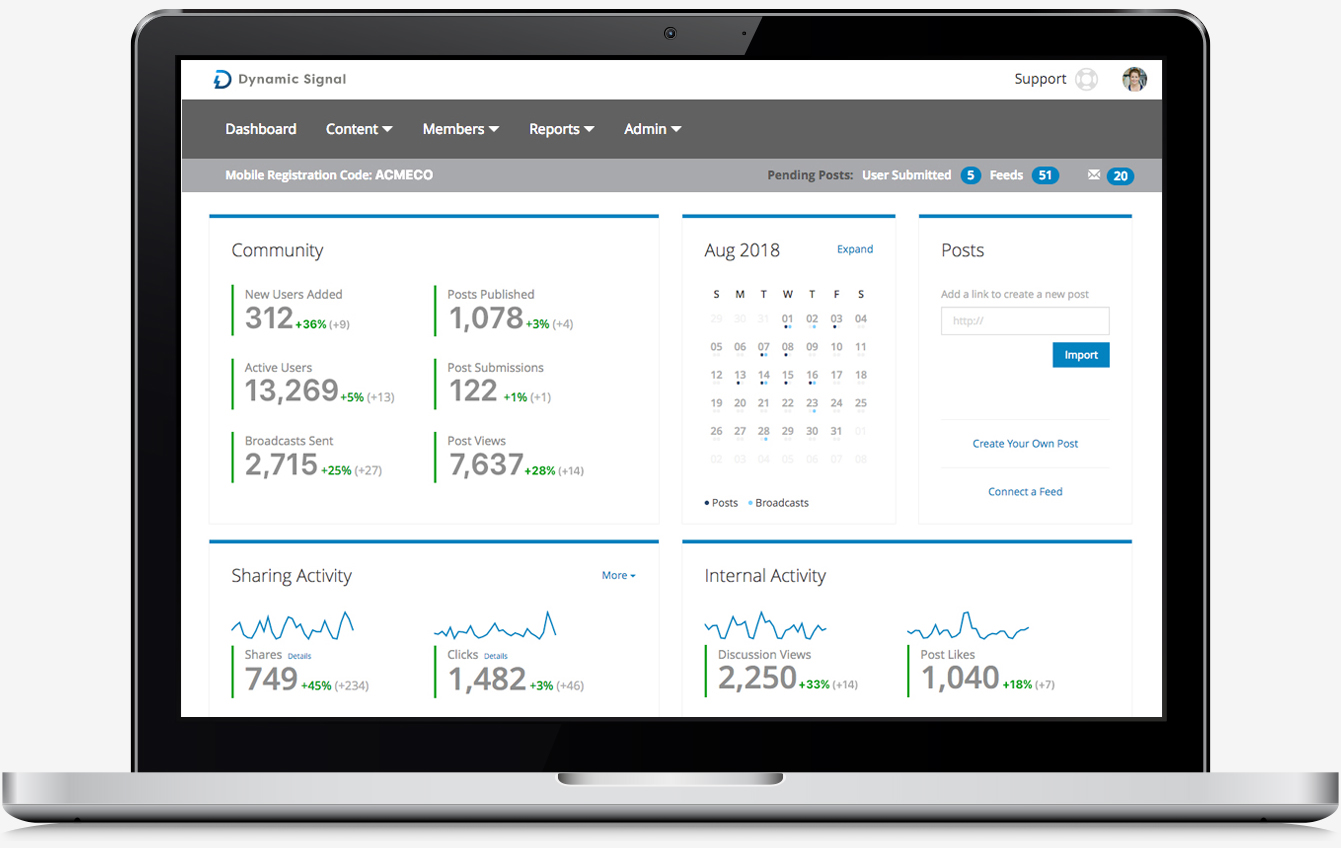 Dynamic Signal
Support
Dashboard Content Members Reports Admin
Mobile Registration Code: ACMECO
Pending Posts: User Submitted 5 Feeds 51 20
Community
New Users Added
312 +36% (+9)
Posts Published
1,078 +3% (+4)
Active Users
13,269 +5% (+13)
Post Submissions
122 +1% (+1)
Broadcasts Sent
2,715 +25% (+27)
Post Views
7,637 +28% (+14)
Aug 2018 Expand
S M T W T F S
29 30 31 01 02 03 04
05 06 07 08 09 10 11
12 13 14 15 16 17 18
19 20 21 22 23 24 25
26 27 28 29 30 31 01
02 03 04 05 06 07 08
Posts Broadcasts
Posts
Add a link to create a new post
http://
Import
Create Your Own Post
Connect a Feed
Sharing Activity More
Shares Details
749 +45% (+234)
Clicks Details
1,482 +3% (+46)
Internal Activity
Discussion Views
2,250 +33% (+14)
Post Likes
1,040 +18% (+7)